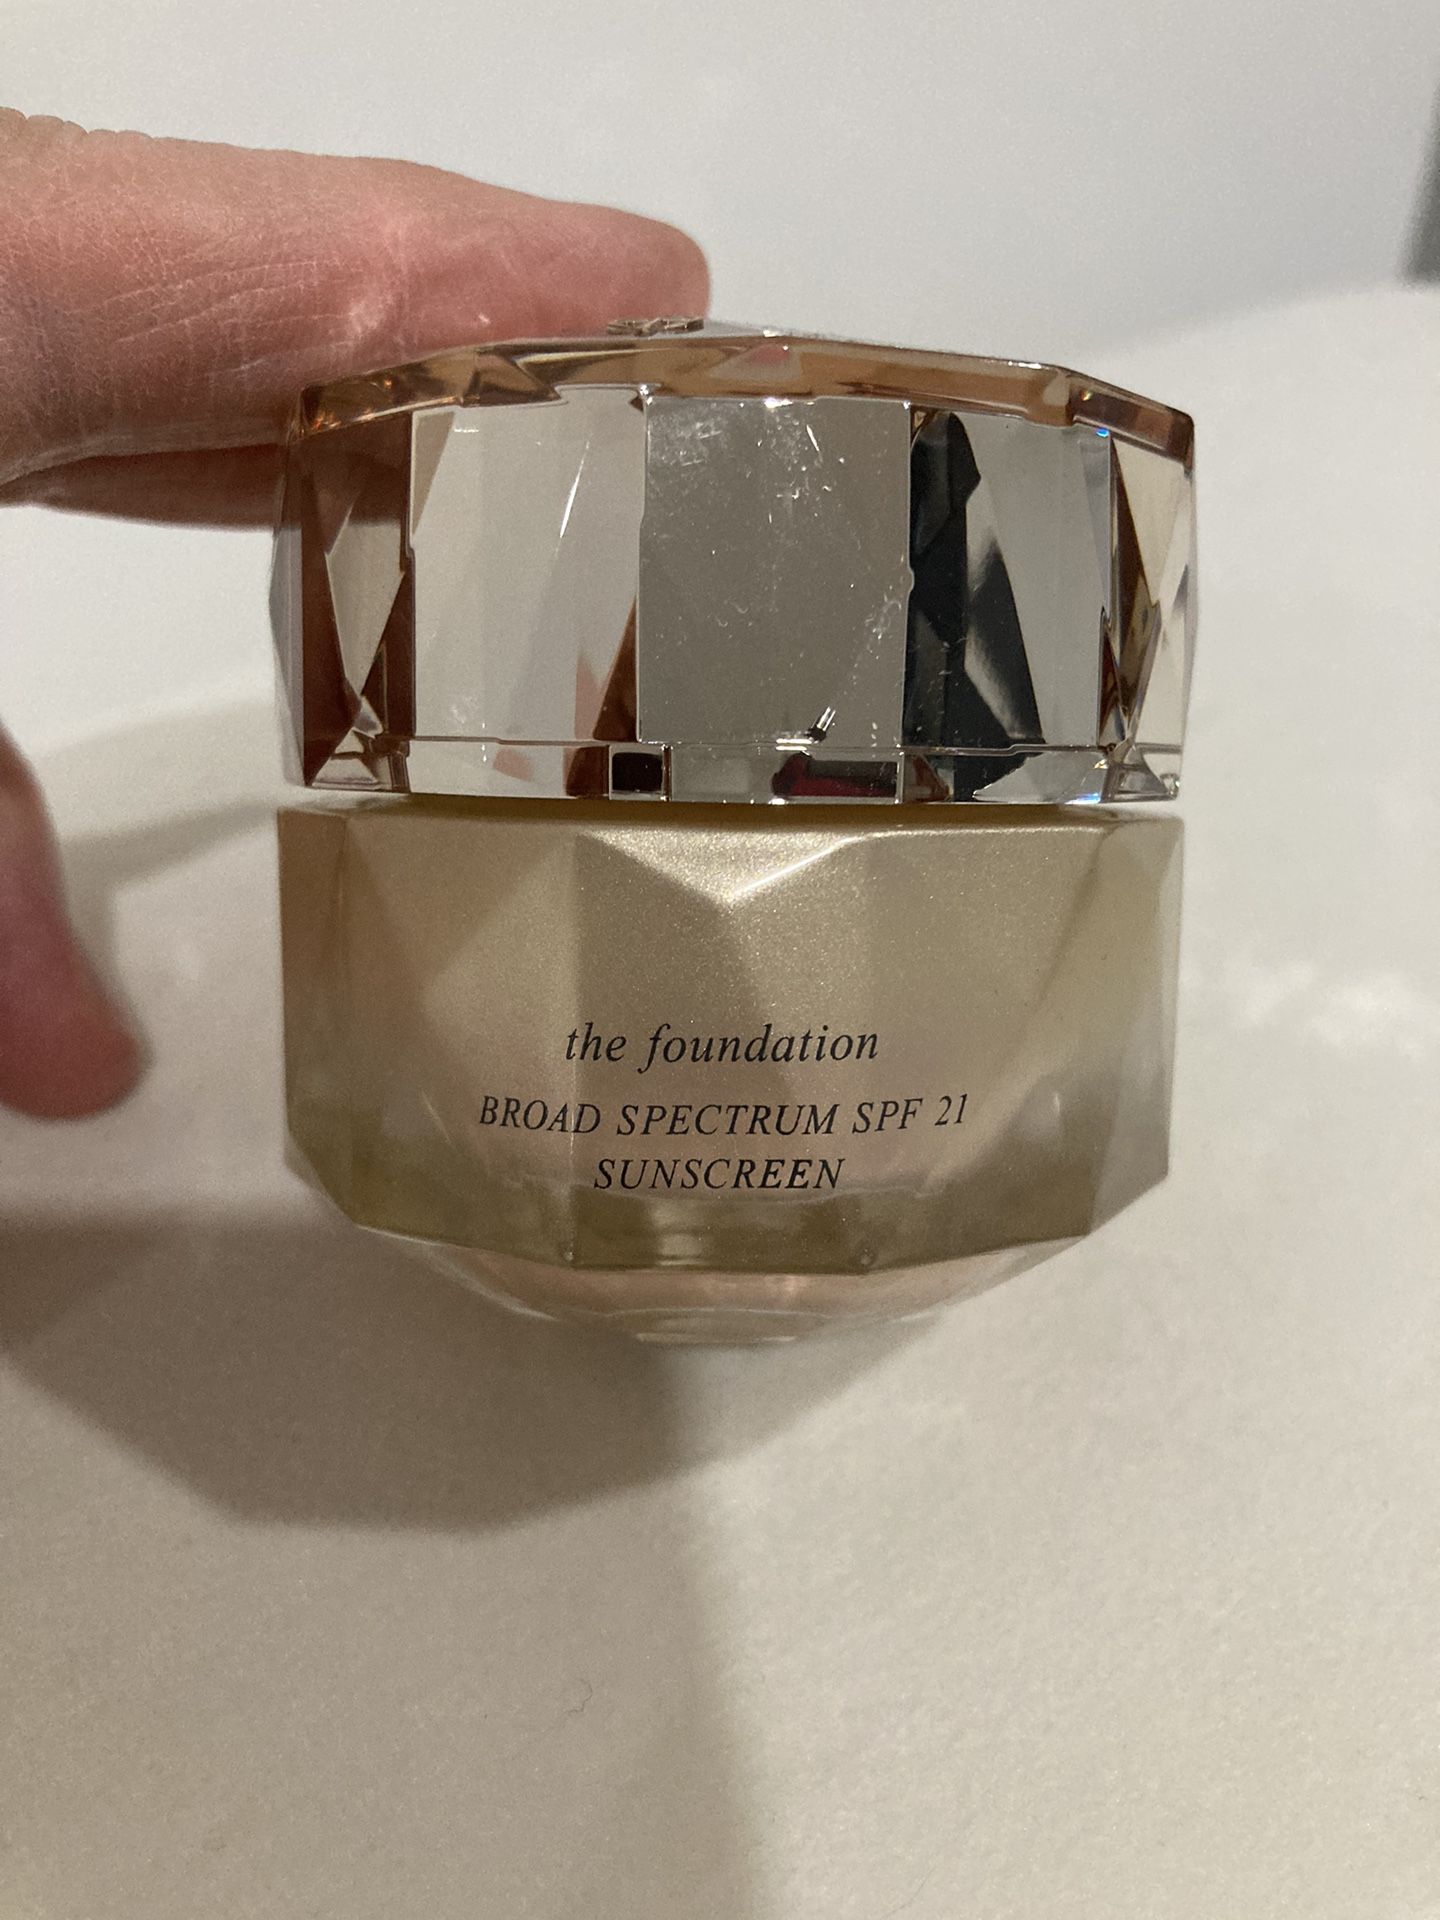 the foundation
BROAD SPECTRUM SPF 21
SUNSCREEN